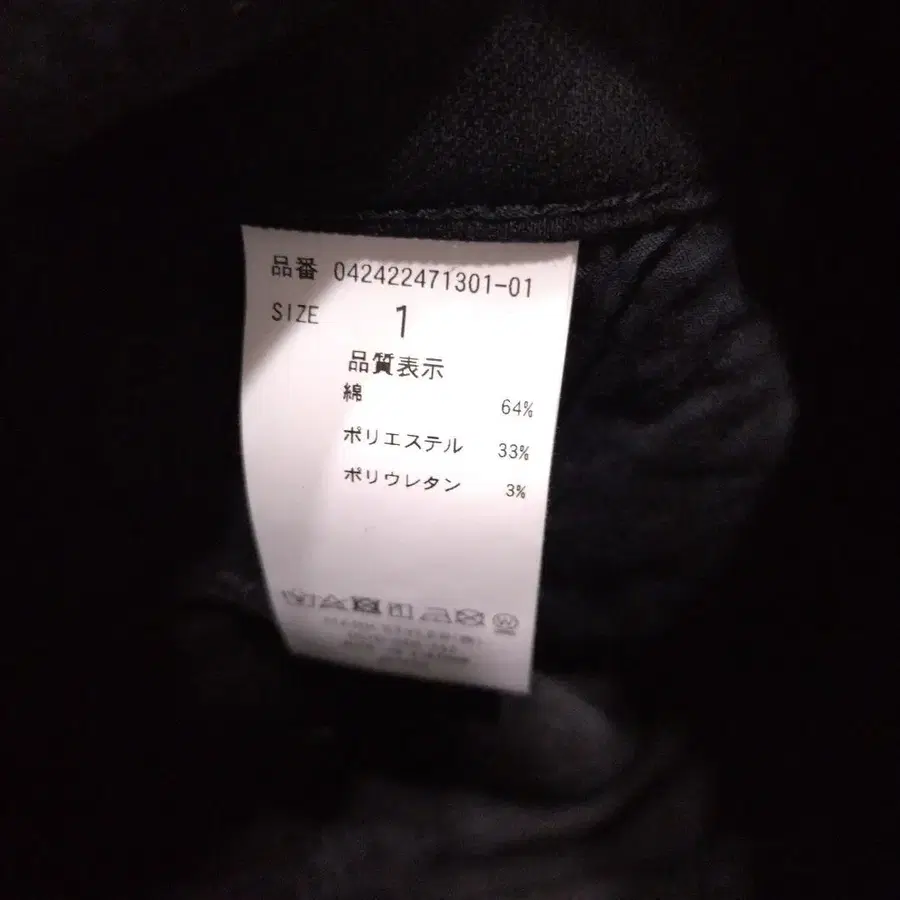 品番 042422471301-01
SIZE 1
品質表示
綿 64%
ポリエステル 33%
ポリウレタン 3%